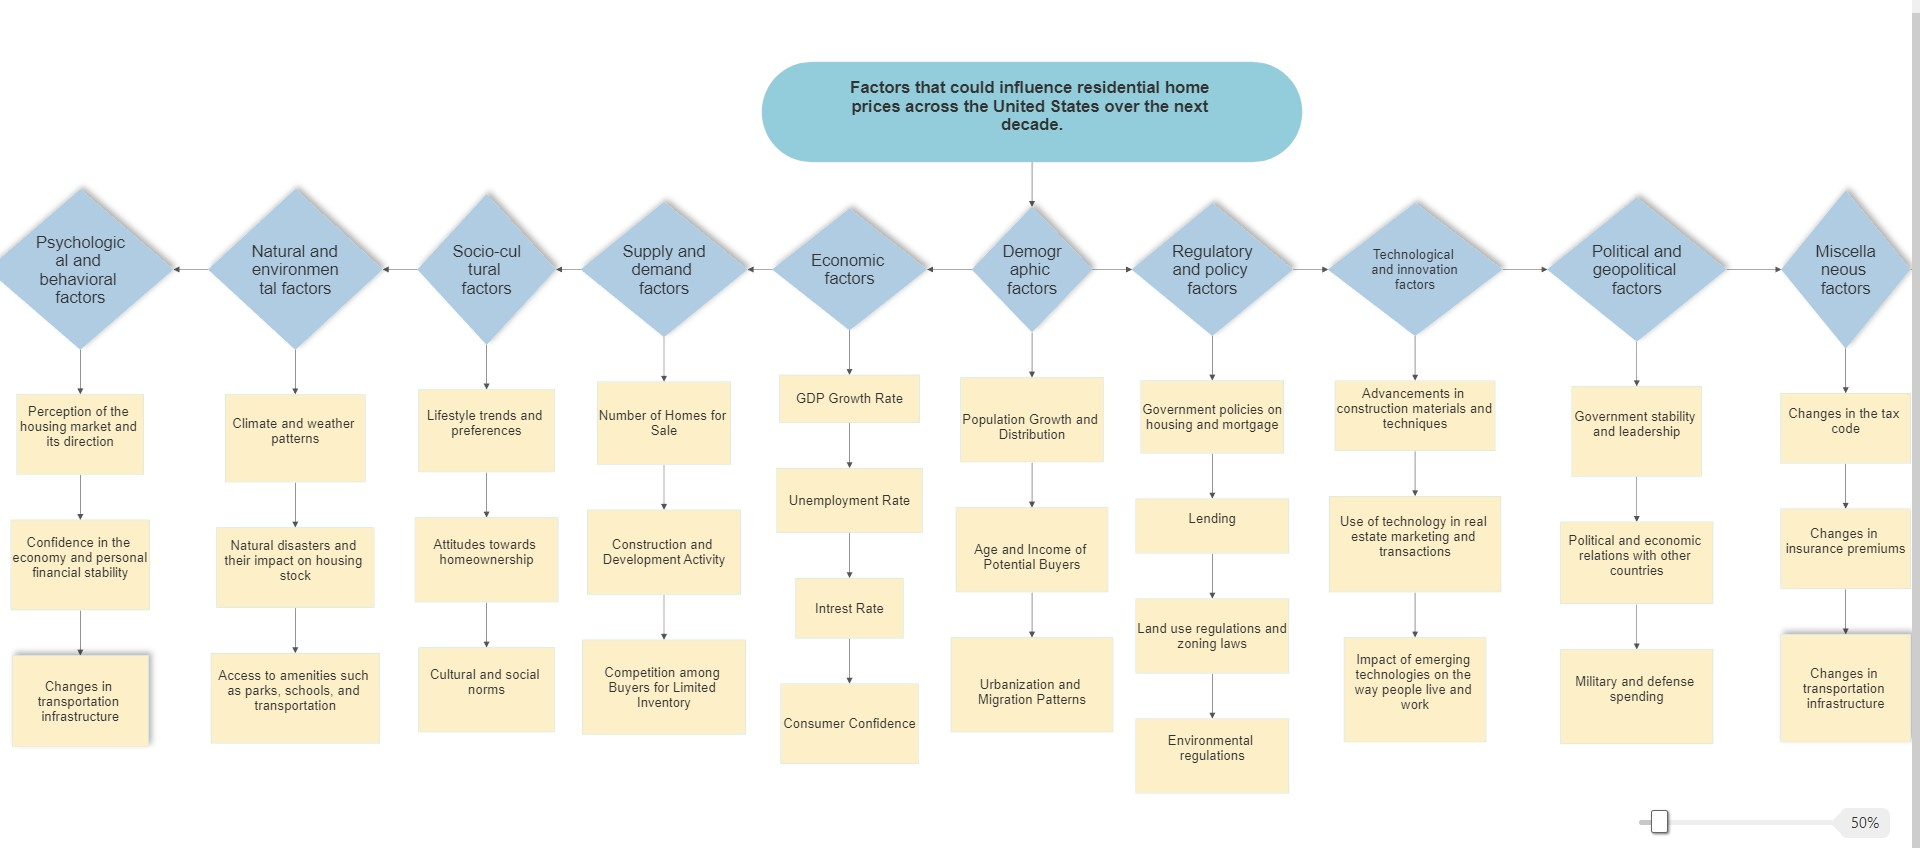 Factors that could influence residential home
prices across the United States over the next
decade.
Psychologic
al and
behavioral
factors
Natural and
environmen
tal factors
Socio-cul
tural
factors
Supply and
demand
factors
Economic
factors
Demogr
aphic
factors
Regulatory
and policy
factors
Technological
and innovation
factors
Political and
geopolitical
factors
Miscella
neous
factors
Perception of the
housing market and
its direction
Confidence in the
economy and personal
financial stability
Changes in
transportation
infrastructure
Climate and weather
patterns
Natural disasters and
their impact on housing
stock
Access to amenities such
as parks, schools, and
transportation
Lifestyle trends and
preferences
Attitudes towards
homeownership
Cultural and social
norms
Number of Homes for
Sale
Construction and
Development Activity
Competition among
Buyers for Limited
Inventory
GDP Growth Rate
Unemployment Rate
Intrest Rate
Consumer Confidence
Population Growth and
Distribution
Age and Income of
Potential Buyers
Urbanization and
Migration Patterns
Government policies on
housing and mortgage
Lending
Land use regulations and
zoning laws
Environmental
regulations
Advancements in
construction materials and
techniques
Use of technology in real
estate marketing and
transactions
Impact of emerging
technologies on the
way people live and
work
Government stability
and leadership
Political and economic
relations with other
countries
Military and defense
spending
Changes in the tax
code
Changes in
insurance premiums
Changes in
transportation
infrastructure
50%